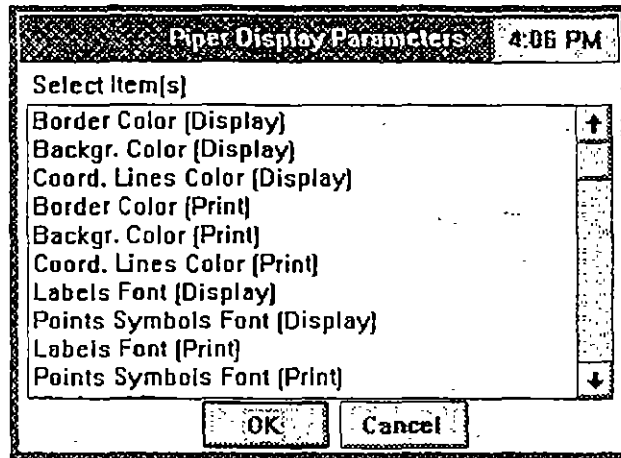 Piper Display Parameters 4:06 PM
Select Item(s)
Border Color (Display)
Backgr. Color (Display)
Coord. Lines Color (Display)
Border Color (Print)
Backgr. Color (Print)
Coord. Lines Color (Print)
Labels Font (Display)
Points Symbols Font (Display)
Labels Font (Print)
Points Symbols Font (Print)
OK Cancel